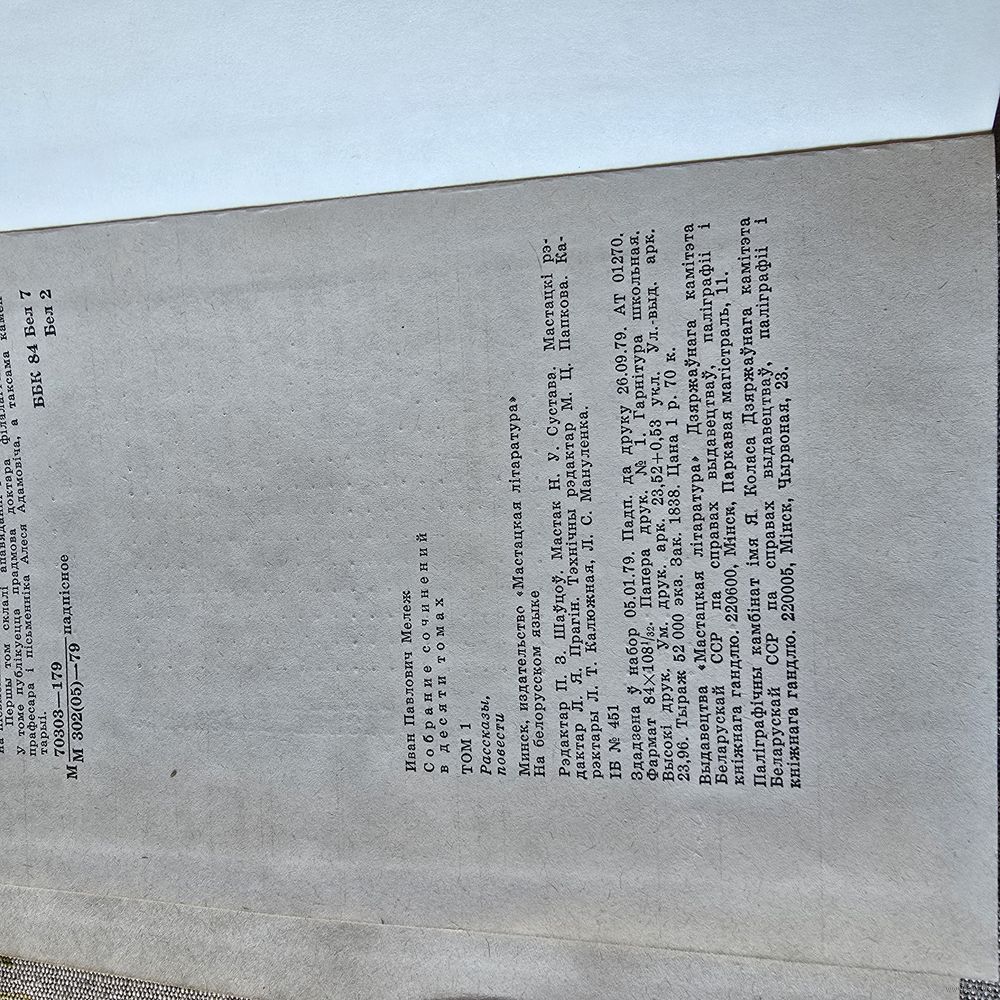 Першы том склалі апавяданні
У томе публікуецца прадмова доктара філалагі
прафесара і пісьменніка Алеся Адамовіча, а таксама камен
тарыі.
70303—179
М М 302(05)—79 падпісное
ББК 84 Бел 7
Бел 2
Иван Павлович Мележ
Собрание сочинений
в десяти томах
ТОМ 1
Рассказы,
повести
Минск, издательство «Мастацкая літаратура»
На белорусском языке
Рэдактар П. З. Шаўцоў. Мастак Н. У. Сустава. Мастацкі рэ-
дактар Л. Я. Прагін. Тэхнічны рэдактар М. Ц. Папкова. Ка-
рэктары Л. Т. Калюжная, Л. С. Мануленка.
ІБ № 451
Здадзена ў набор 05.01.79. Падп. да друку 26.09.79. АТ 01270.
Фармат 84×108¹/₃₂. Папера друк. № 1. Гарнітура школьная.
Высокі друк. ум. друк. арк. 23,52+0,53 укл. Ул.-выд. арк.
23,96. Тыраж 52 000 экз. Зак. 1838. Цана 1 р. 70 к.
Выдавецтва «Мастацкая літаратура» Дзяржаўнага камітэта
Беларускай ССР па справах выдавецтваў, паліграфіі і
кніжнага гандлю. 220600, Мінск, Паркавая магістраль, 11.
Паліграфічны камбінат імя Я. Коласа Дзяржаўнага камітэта
Беларускай ССР па справах выдавецтваў, паліграфіі і
кніжнага гандлю. 220005, Мінск, Чырвоная, 23.